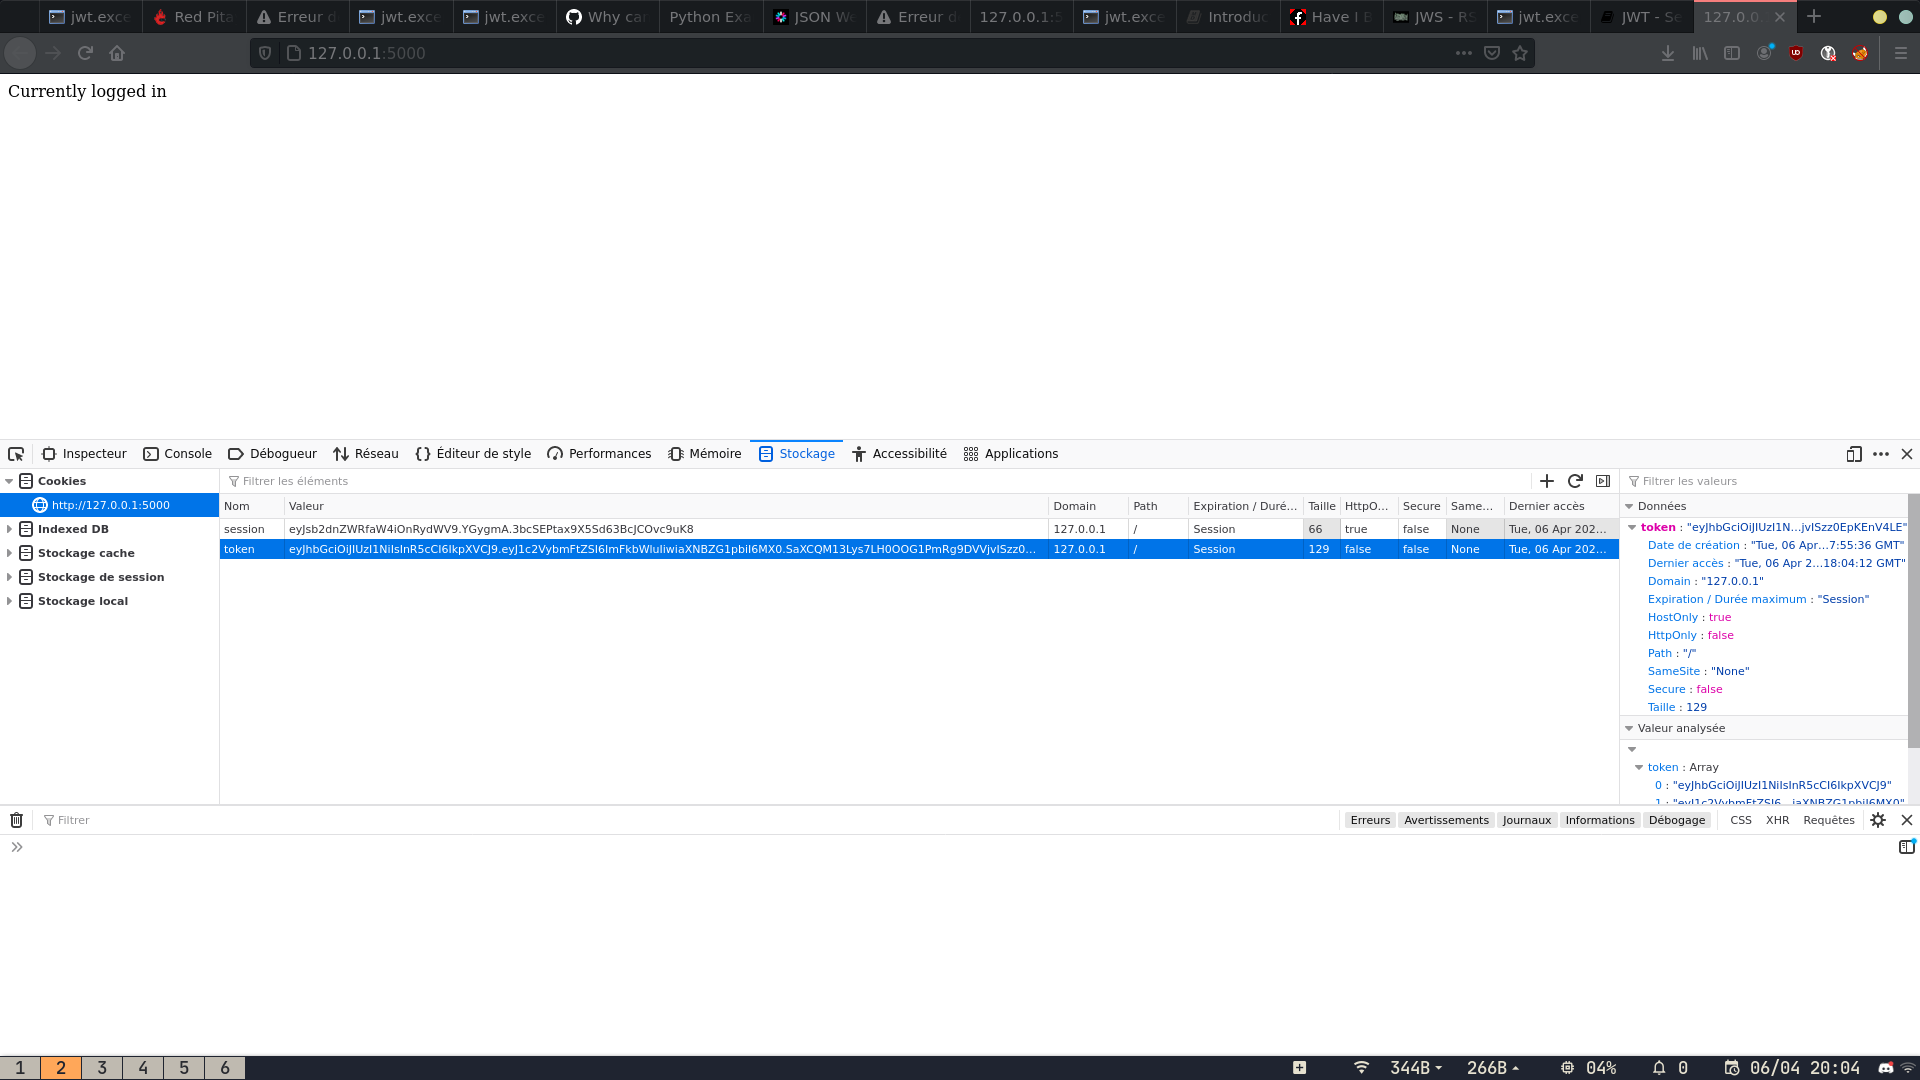 jwt.exce
Red Pita
Erreur d
jwt.exce
jwt.exce
Why can
Python Exa
JSON We
Erreur de
127.0.0.1:5
jwt.exce
Introduc
Have I B
JWS - RS
jwt.exce
JWT - Se
127.0.0.
127.0.0.1:5000
Currently logged in
Inspecteur Console Débogueur Réseau Éditeur de style Performances Mémoire Stockage Accessibilité Applications
Cookies
http://127.0.0.1:5000
Indexed DB
Stockage cache
Stockage de session
Stockage local
Filtrer les éléments
Nom Valeur Domain Path Expiration / Duré… Taille HttpO… Secure Same… Dernier accès
session eyJsb2dnZWRfaW4iOnRydWV9.YGygmA.3bcSEPtax9X5Sd63BcJCOvc9uK8 127.0.0.1 / Session 66 true false None Tue, 06 Apr 202…
token eyJhbGciOiJIUzI1NiIsInR5cCI6IkpXVCJ9.eyJ1c2VybmFtZSI6ImFkbWluIiwiaXNBZG1pbiI6MX0.SaXCQM13Lys7LH0OOG1PmRg9DVVjvISzz0… 127.0.0.1 / Session 129 false false None Tue, 06 Apr 202…
Filtrer les valeurs
Données
token : "eyJhbGciOiJIUzI1N…jvISzz0EpKEnV4LE"
Date de création : "Tue, 06 Apr…7:55:36 GMT"
Dernier accès : "Tue, 06 Apr 2…18:04:12 GMT"
Domain : "127.0.0.1"
Expiration / Durée maximum : "Session"
HostOnly : true
HttpOnly : false
Path : "/"
SameSite : "None"
Secure : false
Taille : 129
Valeur analysée
token : Array
0 : "eyJhbGciOiJIUzI1NiIsInR5cCI6IkpXVCJ9"
1 : "eyJ1c2VybmFtZSI6…iaXNBZG1pbiI6MX0"
Filtrer
Erreurs Avertissements Journaux Informations Débogage CSS XHR Requêtes
1 2 3 4 5 6
344B 266B 04% 0 06/04 20:04